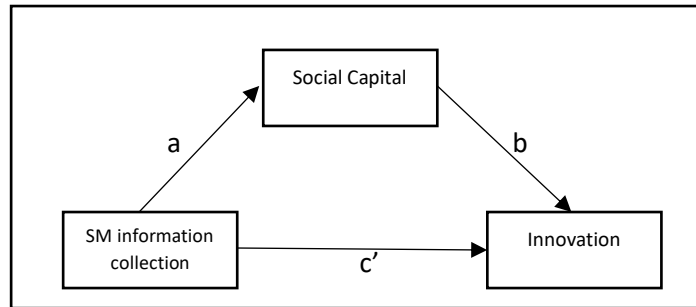 Social Capital
a
b
SM information
collection
Innovation
c’